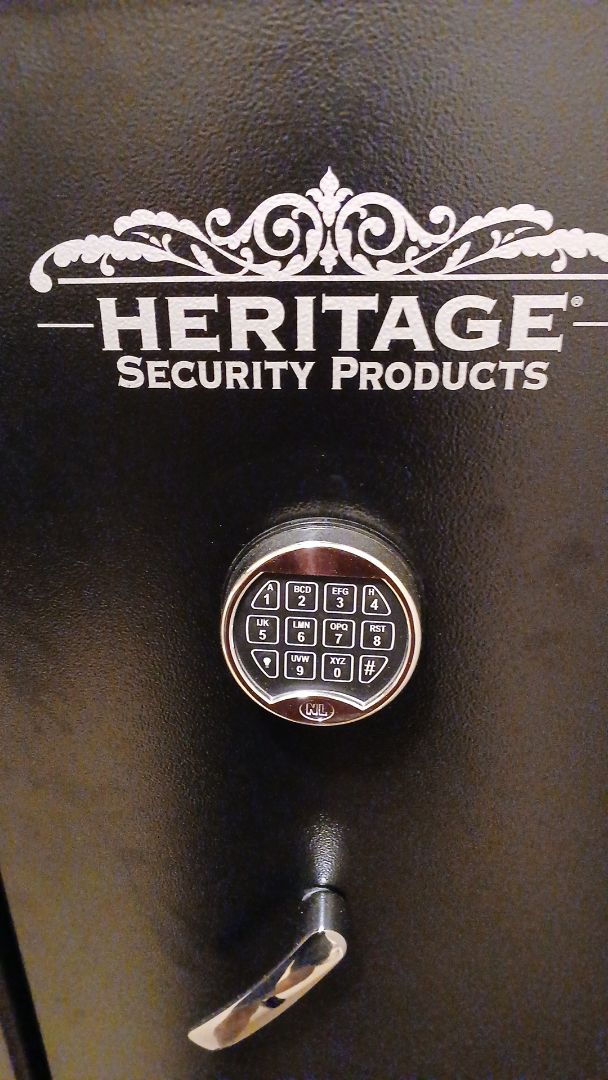 HERITAGE®
SECURITY PRODUCTS
A BCD EFG H
1 2 3 4
IJK LMN OPQ RST
5 6 7 8
UVW XYZ
9 0 #
NL